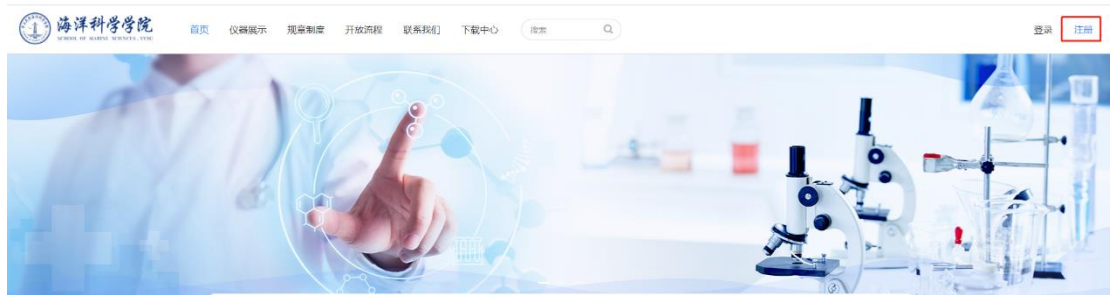 海洋科学学院
SCHOOL OF MARINE SCIENCES, SYSU
首页 仪器展示 规章制度 开放流程 联系我们 下载中心 搜索 登录 注册